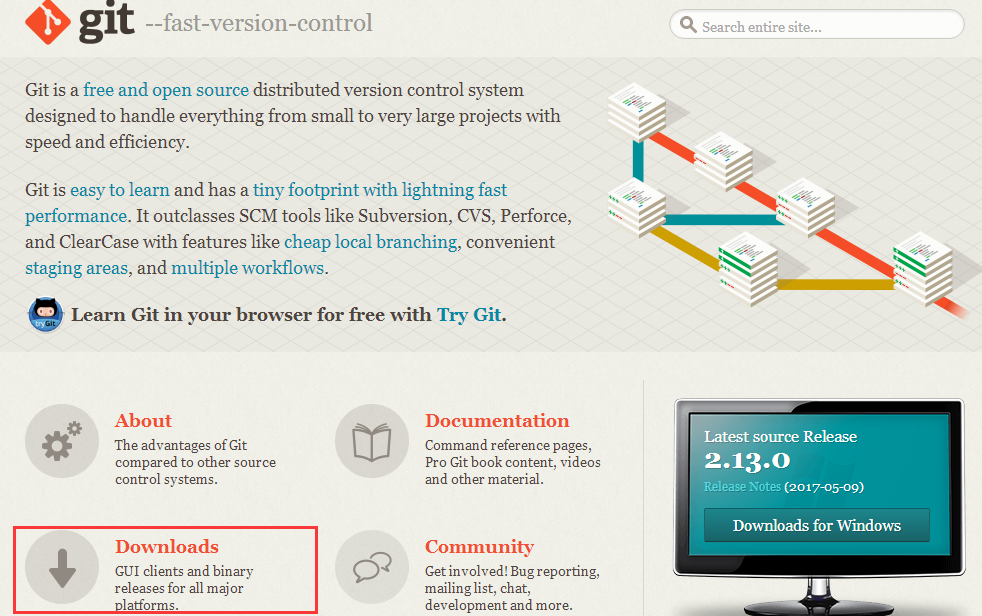 git --fast-version-control
Search entire site...
Git is a free and open source distributed version control system
designed to handle everything from small to very large projects with
speed and efficiency.
Git is easy to learn and has a tiny footprint with lightning fast
performance. It outclasses SCM tools like Subversion, CVS, Perforce,
and ClearCase with features like cheap local branching, convenient
staging areas, and multiple workflows.
try Git
Learn Git in your browser for free with Try Git.
About
The advantages of Git
compared to other source
control systems.
Documentation
Command reference pages,
Pro Git book content, videos
and other material.
Downloads
GUI clients and binary
releases for all major
platforms.
Community
Get involved! Bug reporting,
mailing list, chat,
development and more.
Latest source Release
2.13.0
Release Notes (2017-05-09)
Downloads for Windows